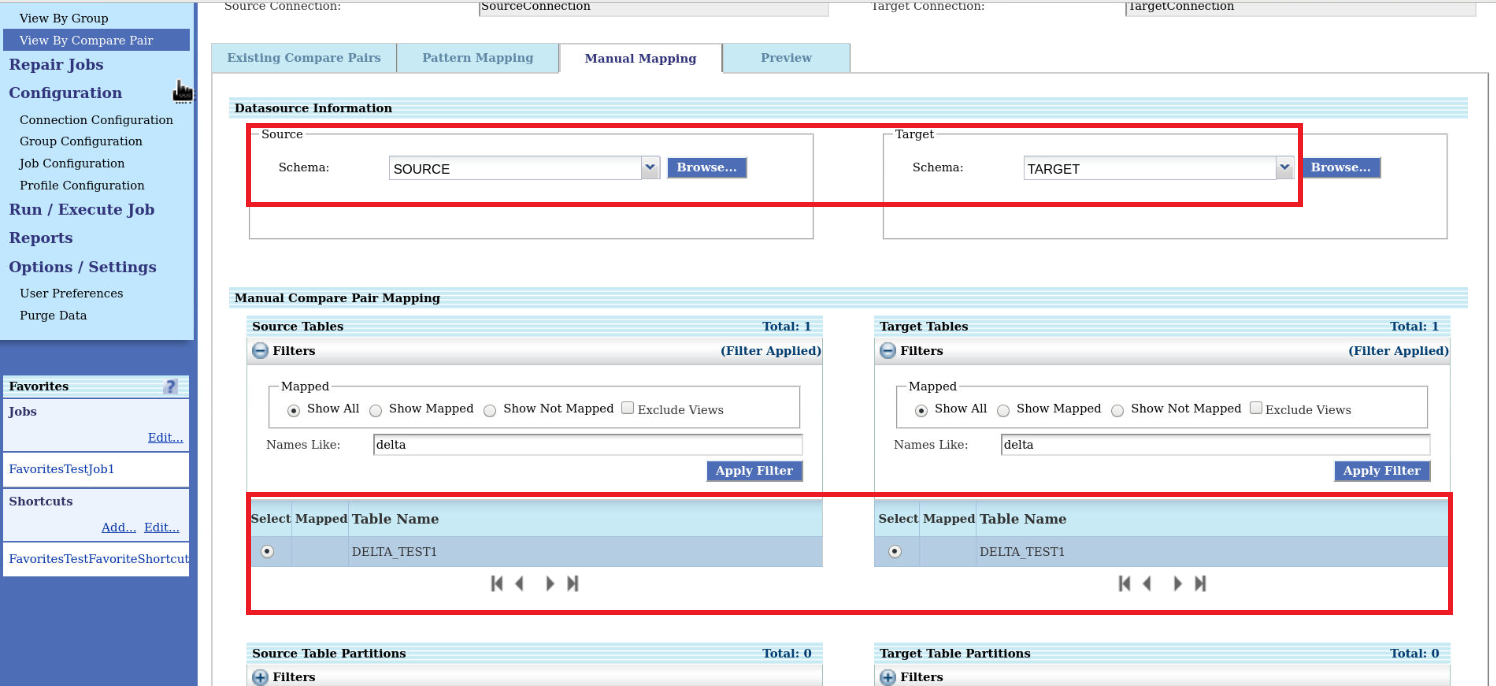 Source Connection: SourceConnection Target Connection: TargetConnection
View By Group
View By Compare Pair
Repair Jobs
Configuration
Connection Configuration
Group Configuration
Job Configuration
Profile Configuration
Run / Execute Job
Reports
Options / Settings
User Preferences
Purge Data
Favorites ?
Jobs
Edit...
FavoritesTestJob1
Shortcuts
Add... Edit...
FavoritesTestFavoriteShortcut
Existing Compare Pairs Pattern Mapping Manual Mapping Preview
Datasource Information
Source Target
Schema: SOURCE Browse... Schema: TARGET Browse...
Manual Compare Pair Mapping
Source Tables Total: 1 Target Tables Total: 1
Filters (Filter Applied) Filters (Filter Applied)
Mapped Mapped
Show All Show Mapped Show Not Mapped Exclude Views Show All Show Mapped Show Not Mapped Exclude Views
Names Like: delta Names Like: delta
Apply Filter Apply Filter
Select Mapped Table Name Select Mapped Table Name
DELTA_TEST1 DELTA_TEST1
Source Table Partitions Total: 0 Target Table Partitions Total: 0
Filters Filters